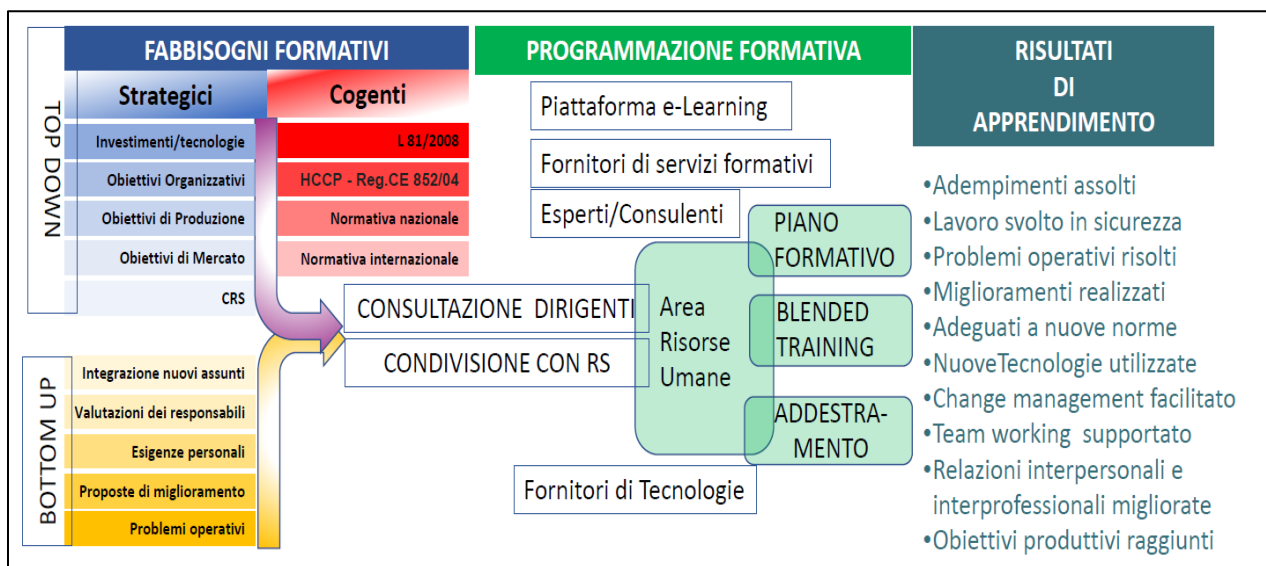 FABBISOGNI FORMATIVI
TOP DOWN
Strategici
Cogenti
Investimenti/tecnologie
L 81/2008
Obiettivi Organizzativi
HCCP - Reg.CE 852/04
Obiettivi di Produzione
Normativa nazionale
Obiettivi di Mercato
Normativa internazionale
CRS
BOTTOM UP
Integrazione nuovi assunti
Valutazioni dei responsabili
Esigenze personali
Proposte di miglioramento
Problemi operativi
PROGRAMMAZIONE FORMATIVA
Piattaforma e-Learning
Fornitori di servizi formativi
Esperti/Consulenti
CONSULTAZIONE DIRIGENTI
CONDIVISIONE CON RS
Area
Risorse
Umane
PIANO
FORMATIVO
BLENDED
TRAINING
ADDESTRA-
MENTO
Fornitori di Tecnologie
RISULTATI
DI
APPRENDIMENTO
•Adempimenti assolti
•Lavoro svolto in sicurezza
•Problemi operativi risolti
•Miglioramenti realizzati
•Adeguati a nuove norme
•NuoveTecnologie utilizzate
•Change management facilitato
•Team working supportato
•Relazioni interpersonali e
interprofessionali migliorate
•Obiettivi produttivi raggiunti